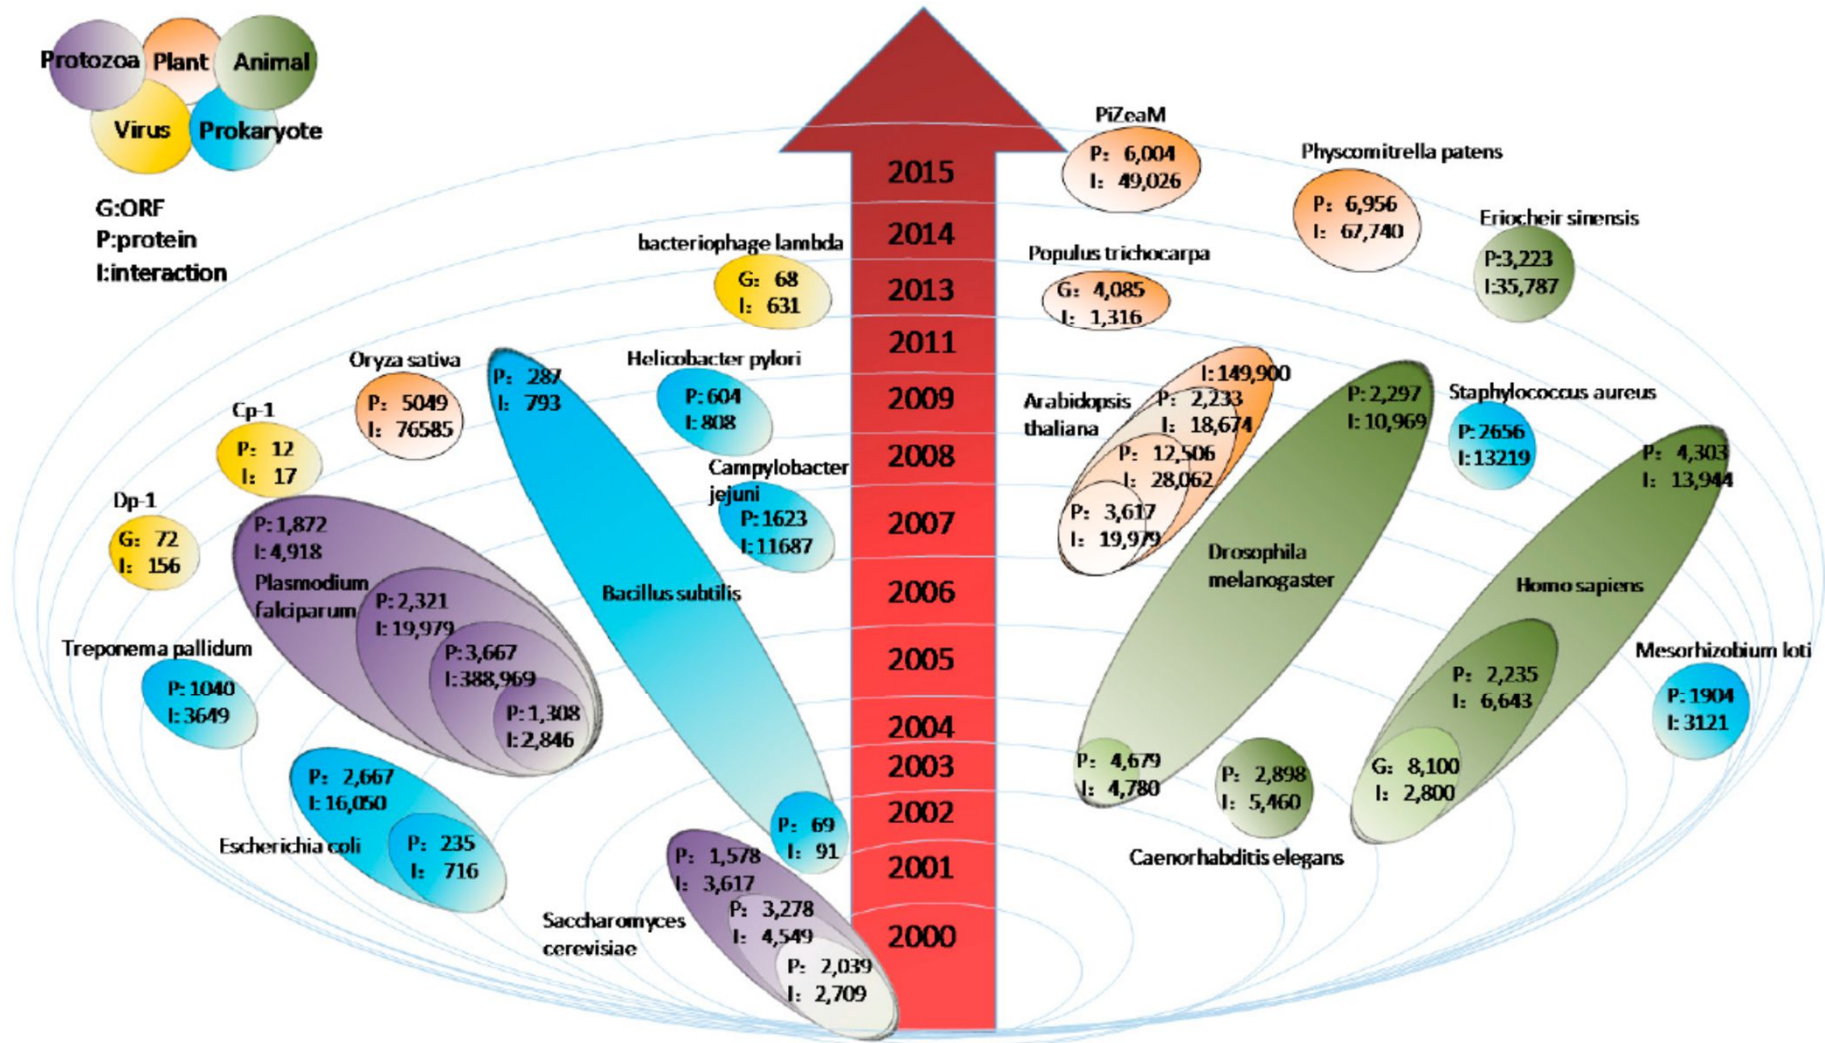 Protozoa
Plant
Animal
Virus
Prokaryote
G:ORF
P:protein
I:interaction
2015
2014
2013
2011
2009
2008
2007
2006
2005
2004
2003
2002
2001
2000
bacteriophage lambda
G: 68
I: 631
Oryza sativa
P: 5049
I: 76585
P: 287
I: 793
Bacillus subtilis
P: 69
I: 91
Helicobacter pylori
P: 604
I: 808
Cp-1
P: 12
I: 17
Campylobacter
jejuni
P: 1623
I: 11687
Dp-1
G: 72
I: 156
P: 1,872
I: 4,918
Plasmodium
falciparum
P: 2,321
I: 19,979
P: 3,667
I: 388,969
P: 1,308
I: 2,846
Treponema pallidum
P: 1040
I: 3649
P: 2,667
I: 16,050
Escherichia coli
P: 235
I: 716
P: 1,578
I: 3,617
Saccharomyces
cerevisiae
P: 3,278
I: 4,549
P: 2,039
I: 2,709
PiZeaM
P: 6,004
I: 49,026
Physcomitrella patens
P: 6,956
I: 67,740
Eriocheir sinensis
P:3,223
I:35,787
Populus trichocarpa
G: 4,085
I: 1,316
Arabidopsis
thaliana
I: 149,900
P: 2,233
I: 18,674
P: 12,506
I: 28,062
P: 3,617
I: 19,979
P: 2,297
I: 10,969
Drosophila
melanogaster
P: 4,679
I: 4,780
Staphylococcus aureus
P: 2656
I: 13219
P: 4,303
I: 13,944
Homo sapiens
P: 2,235
I: 6,643
G: 8,100
I: 2,800
Mesorhizobium loti
P: 1904
I: 3121
P: 2,898
I: 5,460
Caenorhabditis elegans